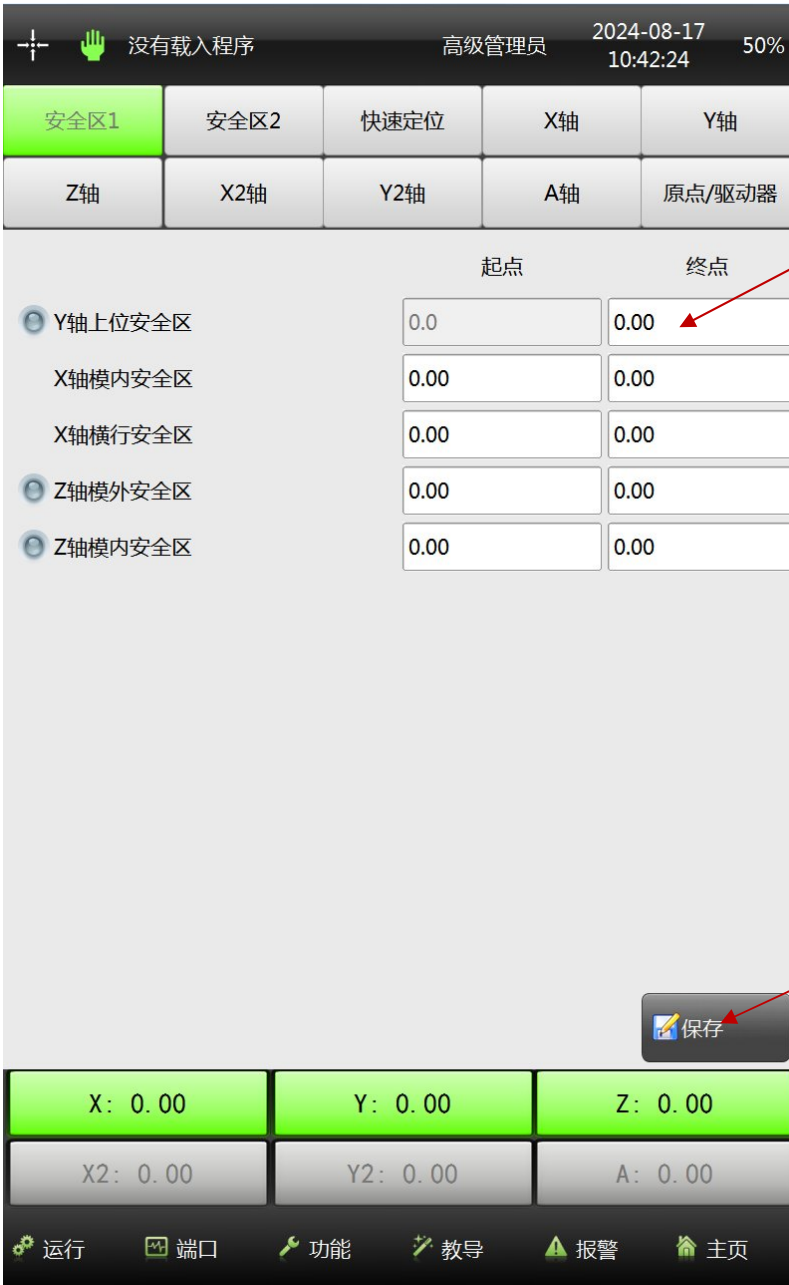 没有载入程序 高级管理员 2024-08-17 10:42:24 50%
安全区1 安全区2 快速定位 X轴 Y轴
Z轴 X2轴 Y2轴 A轴 原点/驱动器
起点 终点
Y轴上位安全区 0.0 0.00
X轴模内安全区 0.00 0.00
X轴横行安全区 0.00 0.00
Z轴模外安全区 0.00 0.00
Z轴模内安全区 0.00 0.00
保存
X: 0.00 Y: 0.00 Z: 0.00
X2: 0.00 Y2: 0.00 A: 0.00
运行 端口 功能 教导 报警 主页